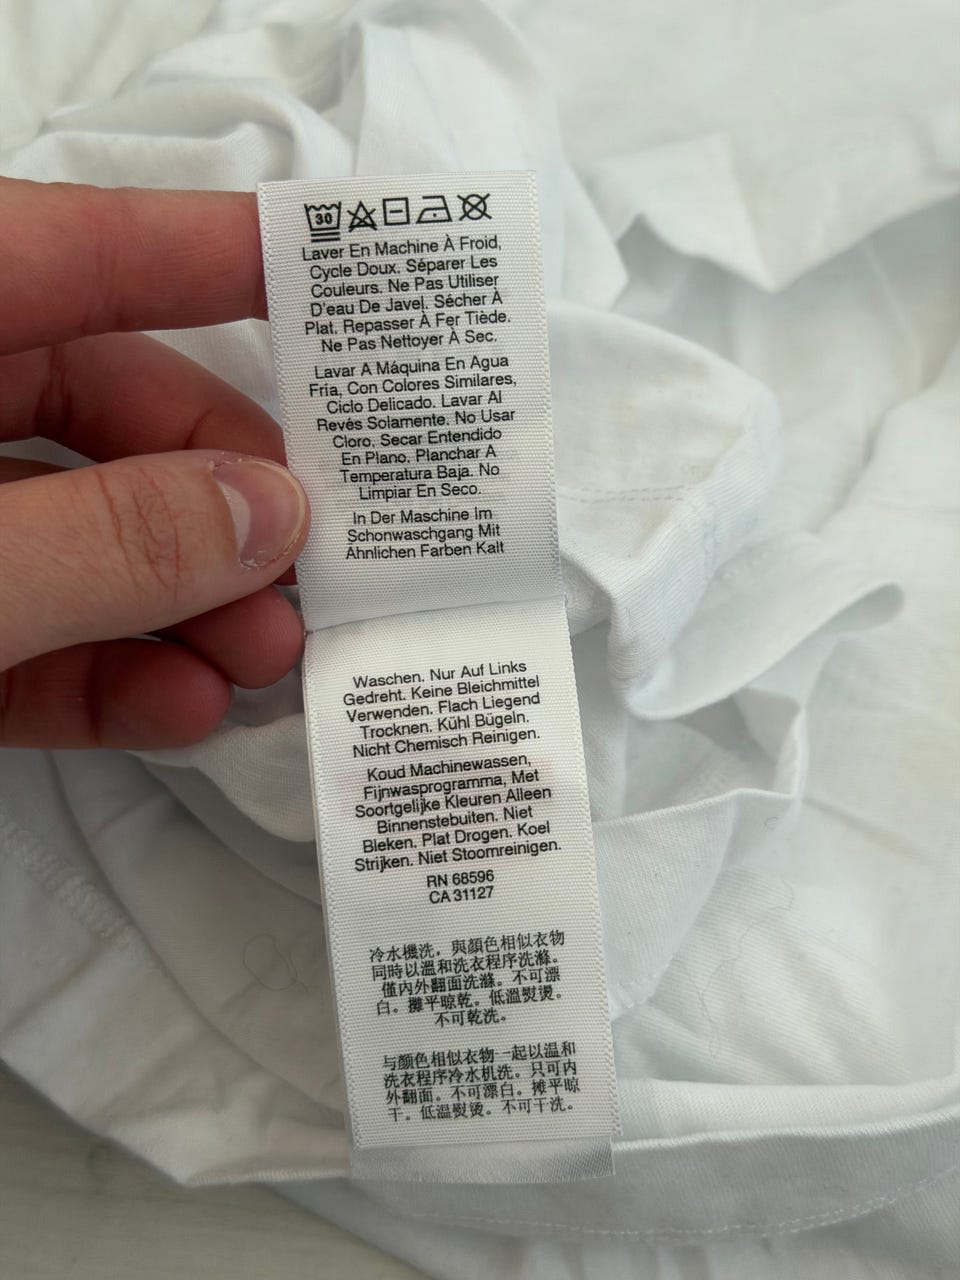 30
Laver En Machine À Froid,
Cycle Doux. Séparer Les
Couleurs. Ne Pas Utiliser
D'eau De Javel. Sécher À
Plat. Repasser À Fer Tiède.
Ne Pas Nettoyer À Sec.
Lavar A Máquina En Agua
Fria, Con Colores Similares,
Ciclo Delicado. Lavar Al
Revés Solamente. No Usar
Cloro. Secar Entendido
En Plano. Planchar A
Temperatura Baja. No
Limpiar En Seco.
In Der Maschine Im
Schonwaschgang Mit
Ähnlichen Farben Kalt
Waschen. Nur Auf Links
Gedreht. Keine Bleichmittel
Verwenden. Flach Liegend
Trocknen. Kühl Bügeln.
Nicht Chemisch Reinigen.
Koud Machinewassen,
Fijnwasprogramma, Met
Soortgelijke Kleuren Alleen
Binnenstebuiten. Niet
Bleken. Plat Drogen. Koel
Strijken. Niet Stoomreinigen.
RN 68596
CA 31127
冷水機洗，與顏色相似衣物
同時以溫和洗衣程序洗滌。
僅內外翻面洗滌。不可漂
白。攤平晾乾。低溫熨燙。
不可乾洗。
与颜色相似衣物一起以温和
洗衣程序冷水机洗。只可内
外翻面。不可漂白。摊平晾
干。低温熨烫。不可干洗。